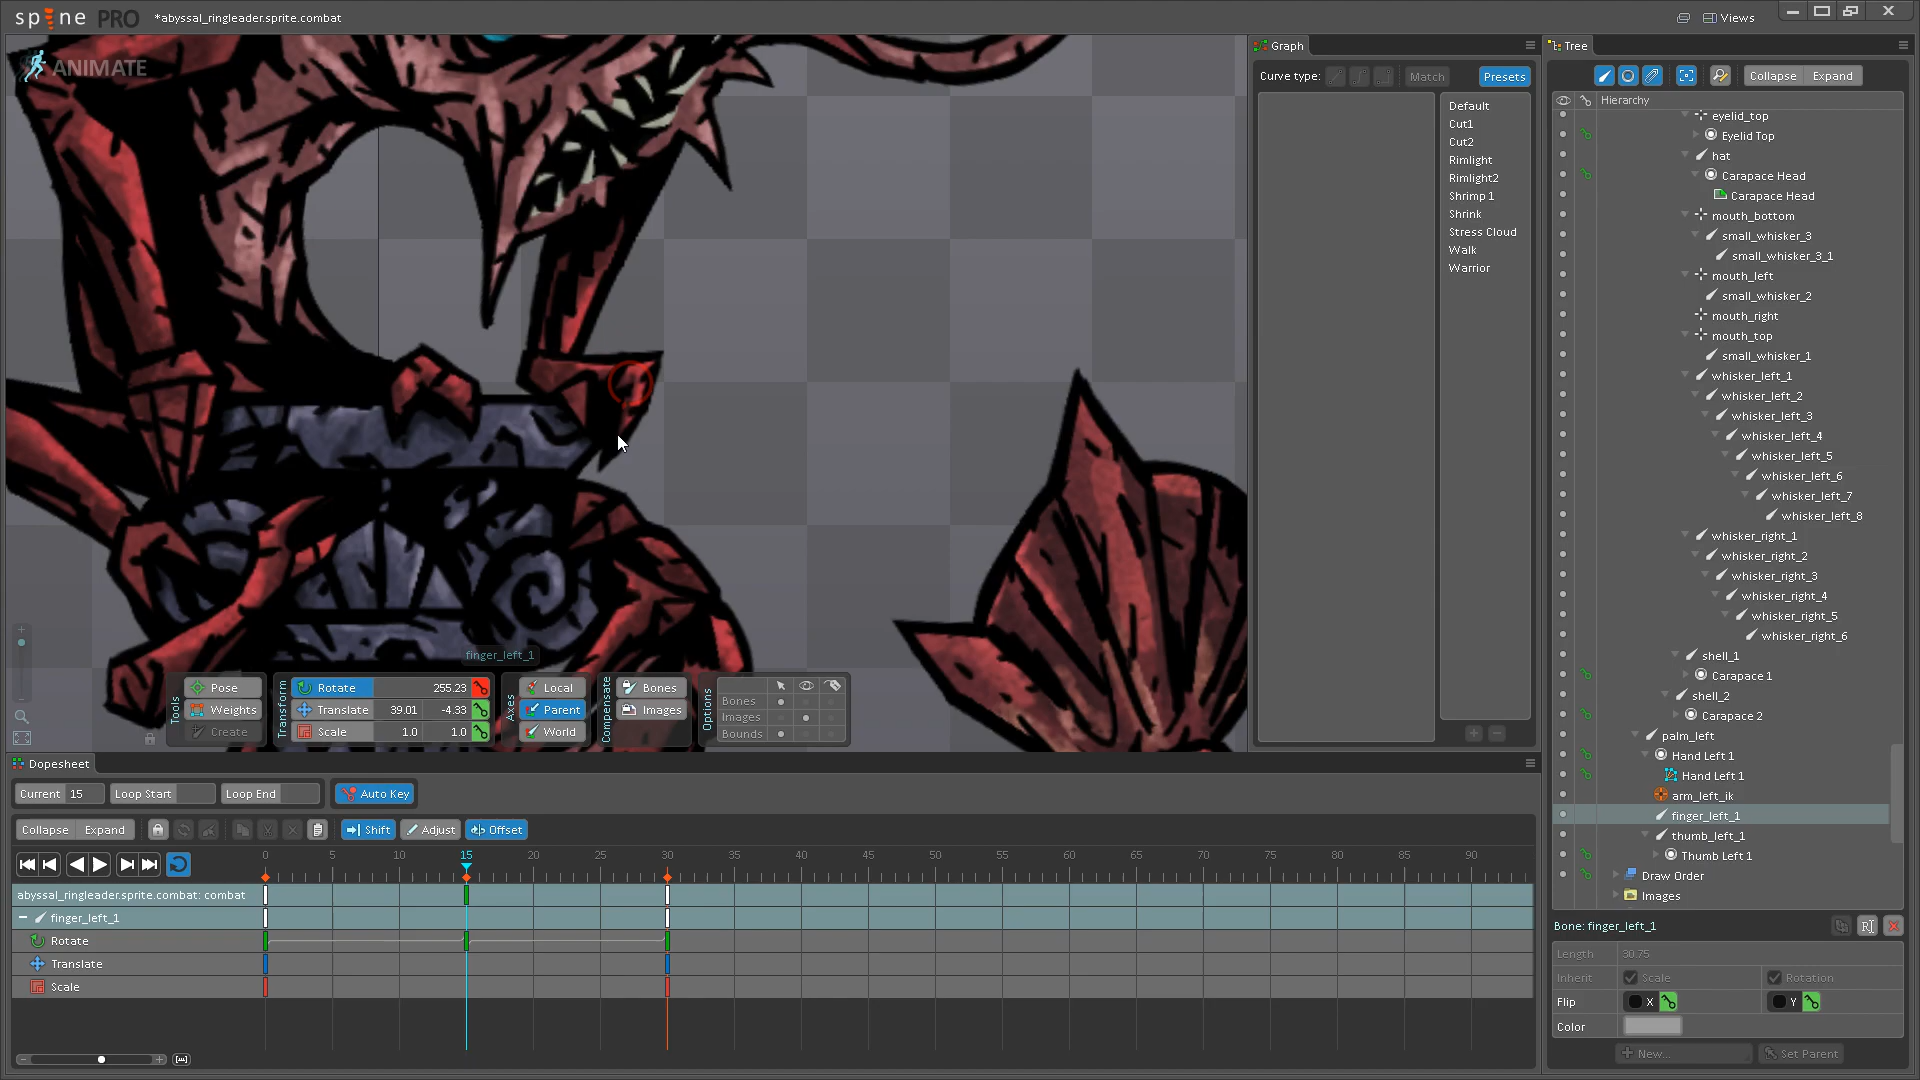 spine PRO *abyssal_ringleader.sprite.combat Views
ANIMATE
Graph
Curve type: Match Presets
Default
Cut1
Cut2
Rimlight
Rimlight2
Shrimp 1
Shrink
Stress Cloud
Walk
Warrior
Tree
Collapse Expand
Hierarchy
eyelid_top
Eyelid Top
hat
Carapace Head
Carapace Head
mouth_bottom
small_whisker_3
small_whisker_3_1
mouth_left
small_whisker_2
mouth_right
mouth_top
small_whisker_1
whisker_left_1
whisker_left_2
whisker_left_3
whisker_left_4
whisker_left_5
whisker_left_6
whisker_left_7
whisker_left_8
whisker_right_1
whisker_right_2
whisker_right_3
whisker_right_4
whisker_right_5
whisker_right_6
shell_1
Carapace 1
shell_2
Carapace 2
palm_left
Hand Left 1
Hand Left 1
arm_left_ik
finger_left_1
thumb_left_1
Thumb Left 1
Draw Order
Images
Bone: finger_left_1
Length 30.75
Inherit Scale Rotation
Flip X Y
Color
New... Set Parent
finger_left_1
Tools
Pose
Weights
Create
Transform
Rotate 255.23
Translate 39.01 -4.33
Scale 1.0 1.0
Axes
Local
Parent
World
Compensate
Bones
Images
Options
Bones
Images
Bounds
Dopesheet
Current 15 Loop Start Loop End Auto Key
Collapse Expand Shift Adjust Offset
0 5 10 15 20 25 30 35 40 45 50 55 60 65 70 75 80 85 90
abyssal_ringleader.sprite.combat: combat
finger_left_1
Rotate
Translate
Scale